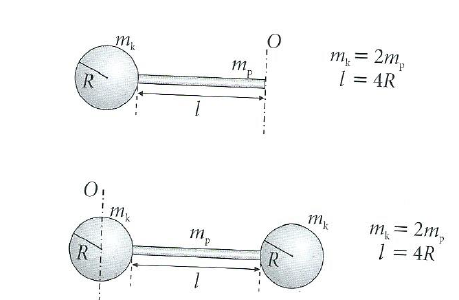 m_k
O
m_p
R
l
m_k = 2m_p
l = 4R
O
m_k
m_k
m_p
R
R
l
m_k = 2m_p
l = 4R